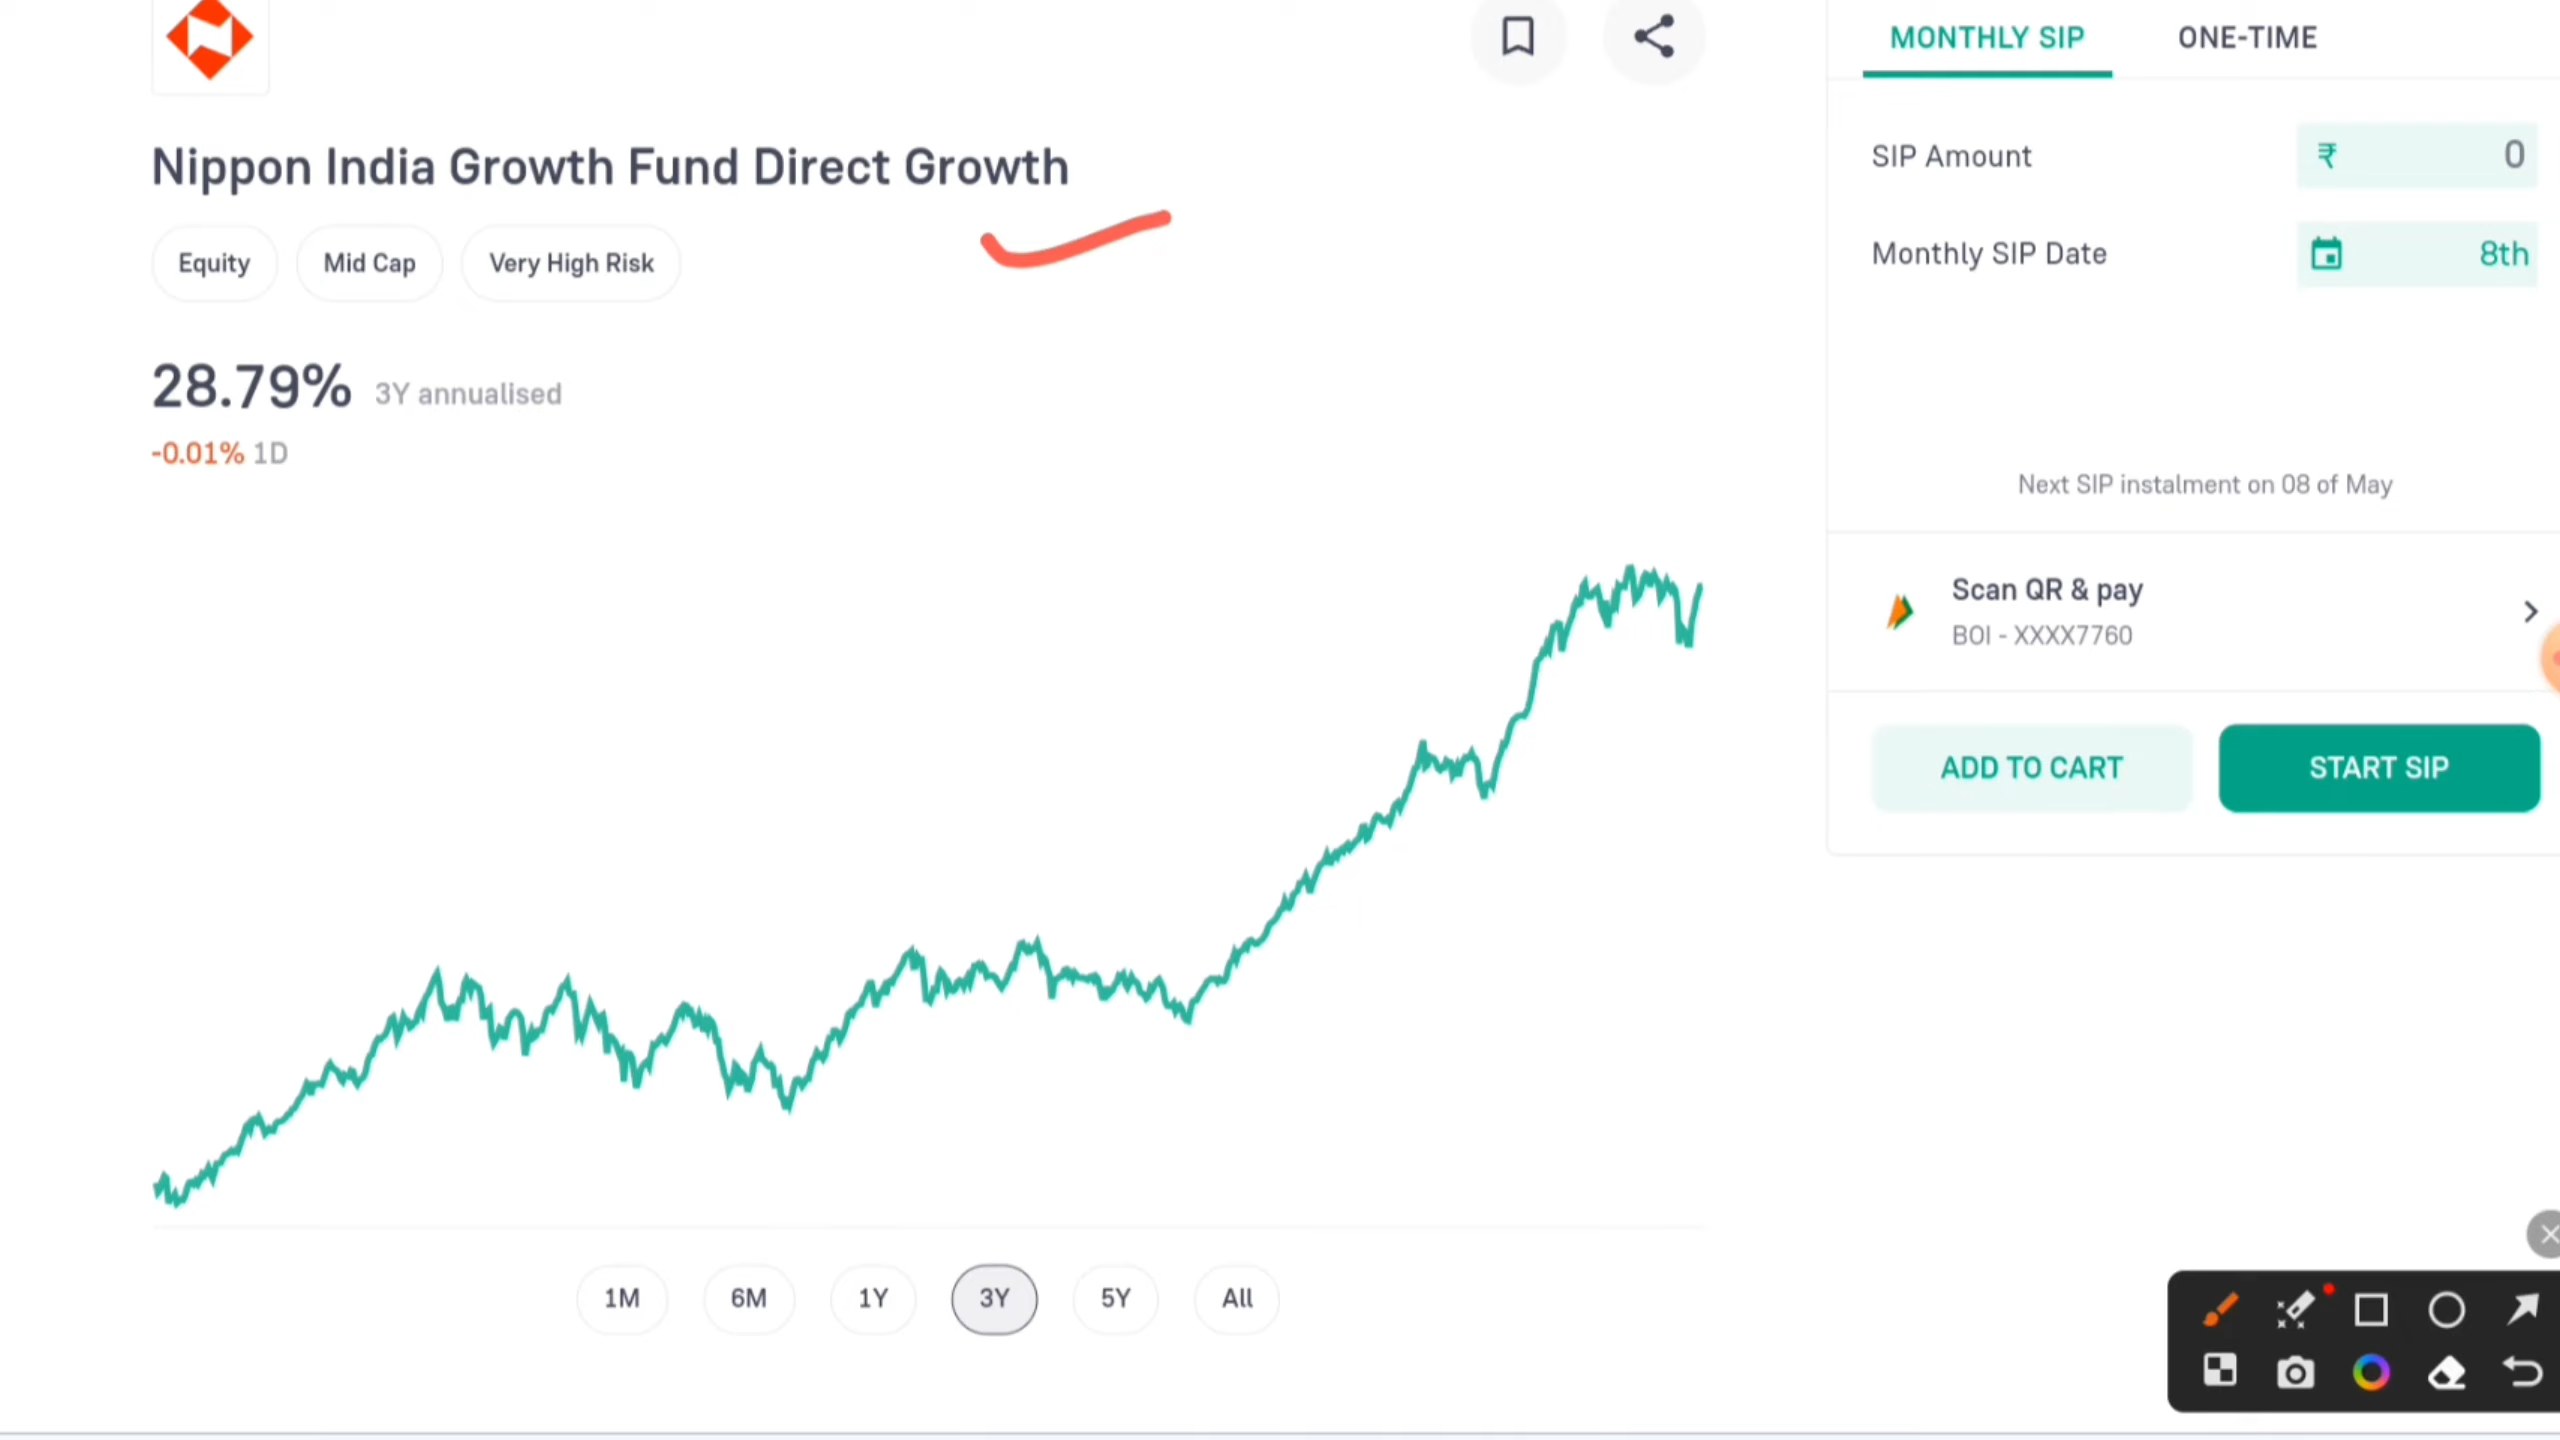 MONTHLY SIP
ONE-TIME
Nippon India Growth Fund Direct Growth
Equity
Mid Cap
Very High Risk
28.79% 3Y annualised
-0.01% 1D
SIP Amount
₹ 0
Monthly SIP Date
8th
Next SIP instalment on 08 of May
Scan QR & pay
BOI - XXXX7760
ADD TO CART
START SIP
1M
6M
1Y
3Y
5Y
All